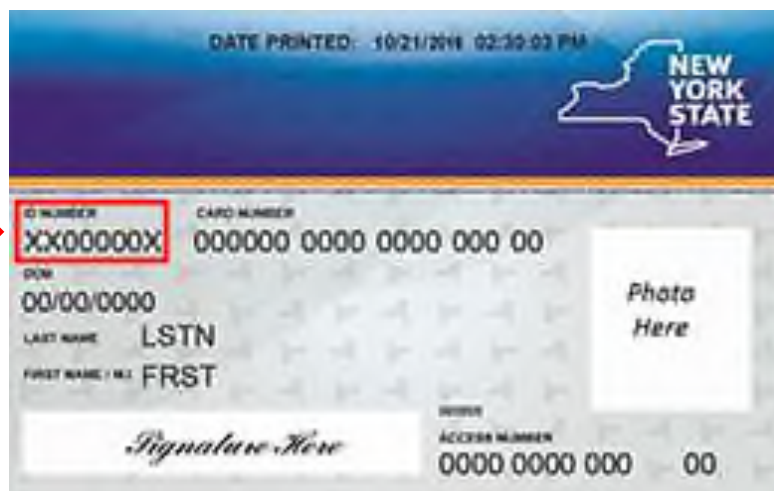 DATE PRINTED: 10/21/2016 02:30:03 PM
NEW
YORK
STATE
ID NUMBER
CARD NUMBER
XX00000X
000000 0000 0000 000 00
00/00/0000
Photo
Here
LAST NAME LSTN
FIRST NAME / M.I. FRST
Signature Here
ACCESS NUMBER
0000 0000 000 00